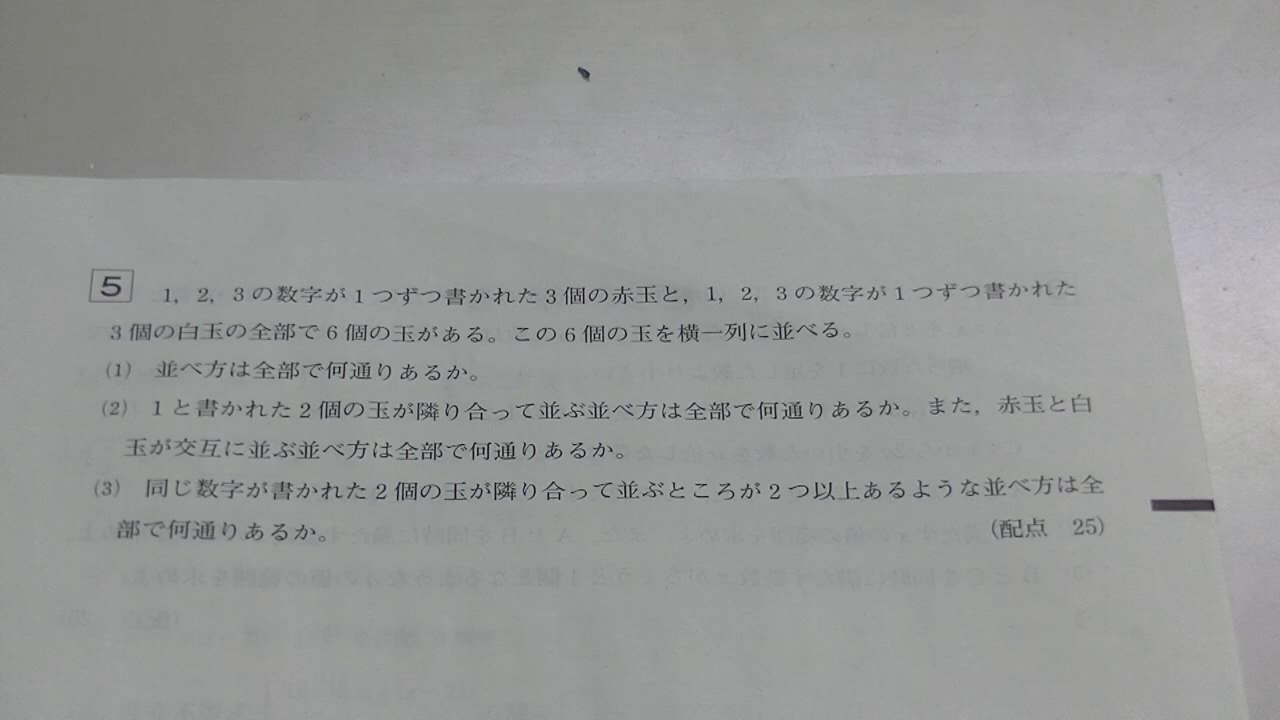 5 1, 2, 3の数字が1つずつ書かれた3個の赤玉と, 1, 2, 3の数字が1つずつ書かれた
3個の白玉の全部で6個の玉がある。この6個の玉を横一列に並べる。
(1) 並べ方は全部で何通りあるか。
(2) 1と書かれた2個の玉が隣り合って並ぶ並べ方は全部で何通りあるか。また, 赤玉と白
玉が交互に並ぶ並べ方は全部で何通りあるか。
(3) 同じ数字が書かれた2個の玉が隣り合って並ぶところが2つ以上あるような並べ方は全
部で何通りあるか。 (配点 25)